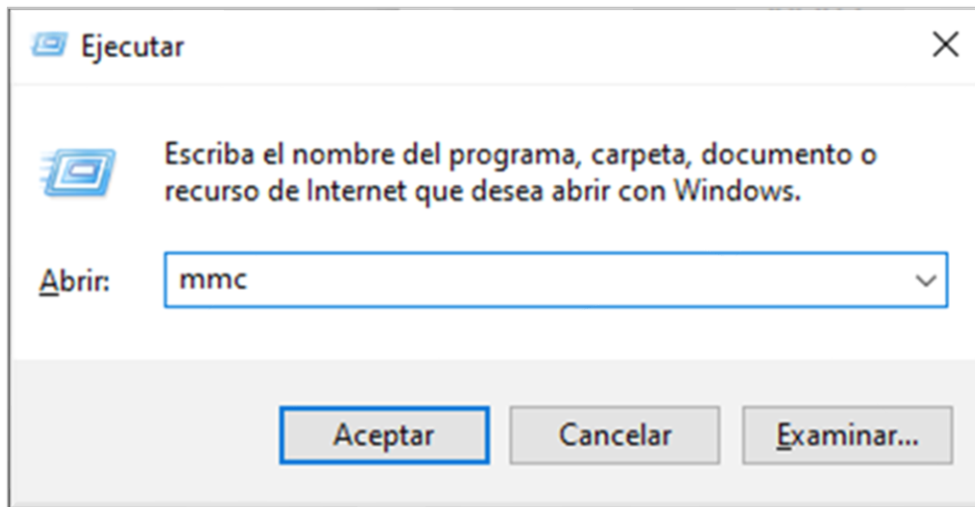 Ejecutar
Escriba el nombre del programa, carpeta, documento o
recurso de Internet que desea abrir con Windows.
Abrir: mmc
Aceptar Cancelar Examinar...